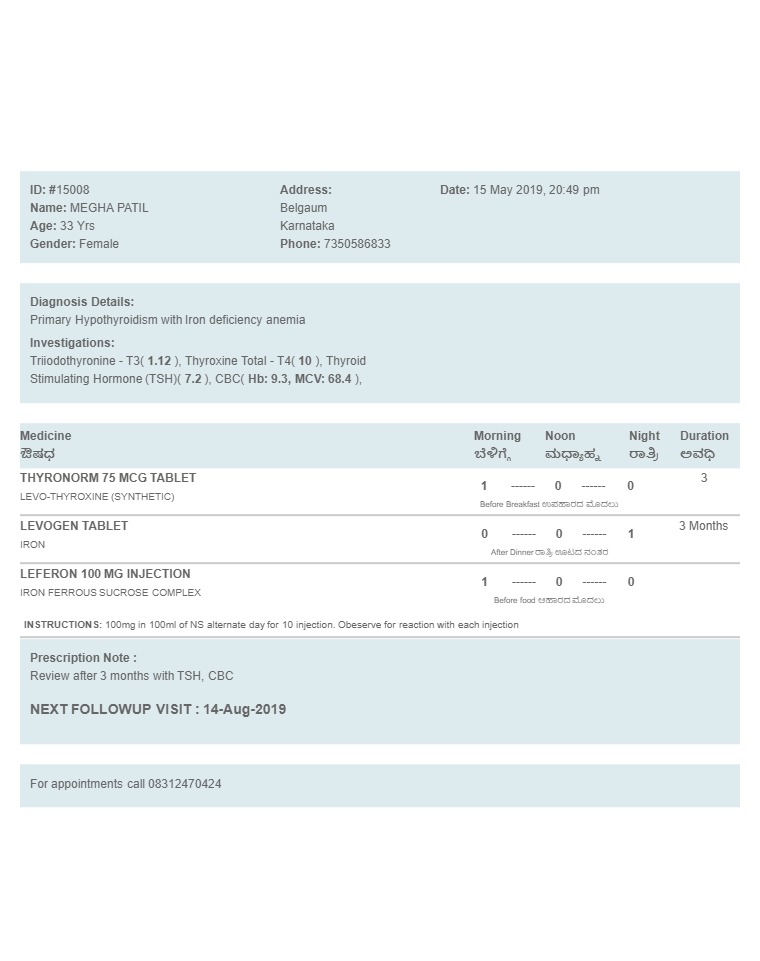 ID: #15008
Name: MEGHA PATIL
Age: 33 Yrs
Gender: Female
Address:
Belgaum
Karnataka
Phone: 7350586833
Date: 15 May 2019, 20:49 pm
Diagnosis Details:
Primary Hypothyroidism with Iron deficiency anemia
Investigations:
Triiodothyronine - T3( 1.12 ), Thyroxine Total - T4( 10 ), Thyroid
Stimulating Hormone (TSH)( 7.2 ), CBC( Hb: 9.3, MCV: 68.4 ),
Medicine Morning Noon Night Duration
ಔಷಧ ಬೆಳಿಗ್ಗೆ ಮಧ್ಯಾಹ್ನ ರಾತ್ರಿ ಅವಧಿ
THYRONORM 75 MCG TABLET 1 ------ 0 ------ 0 3
LEVO-THYROXINE (SYNTHETIC) Before Breakfast ಉಪಹಾರದ ಮೊದಲು
LEVOGEN TABLET 0 ------ 0 ------ 1 3 Months
IRON After Dinner ರಾತ್ರಿ ಊಟದ ನಂತರ
LEFERON 100 MG INJECTION 1 ------ 0 ------ 0
IRON FERROUS SUCROSE COMPLEX Before food ಆಹಾರದ ಮೊದಲು
INSTRUCTIONS: 100mg in 100ml of NS alternate day for 10 injection. Obeserve for reaction with each injection
Prescription Note :
Review after 3 months with TSH, CBC
NEXT FOLLOWUP VISIT : 14-Aug-2019
For appointments call 08312470424